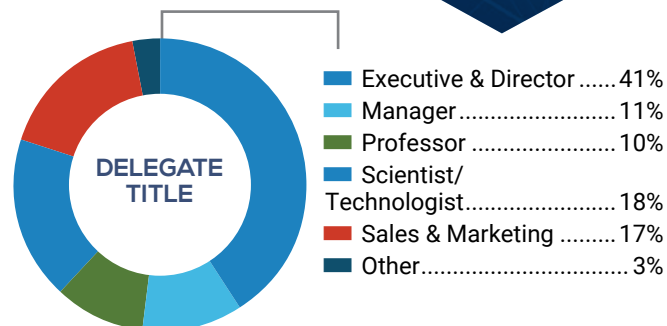 DELEGATE
TITLE
Executive & Director ...... 41%
Manager....................... 11%
Professor ..................... 10%
Scientist/
Technologist...................... 18%
Sales & Marketing ......... 17%
Other................................ 3%